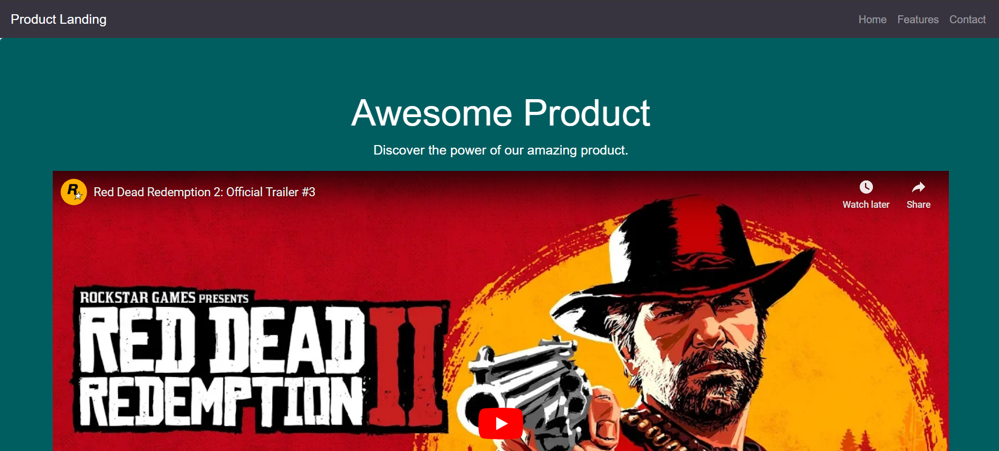 Product Landing
Home Features Contact
Awesome Product
Discover the power of our amazing product.
R
Red Dead Redemption 2: Official Trailer #3
Watch later
Share
ROCKSTAR GAMES PRESENTS
RED DEAD
REDEMPTION II